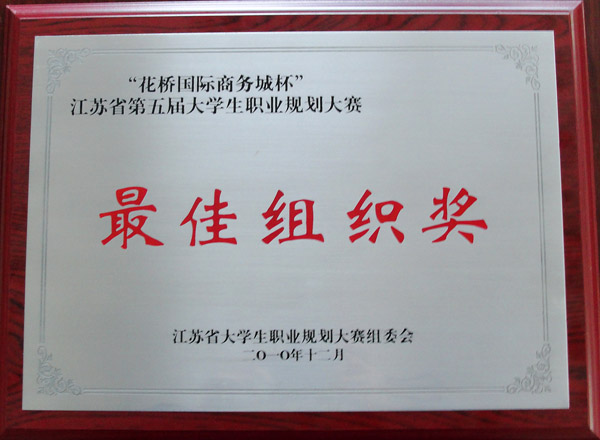 “花桥国际商务城杯”
江苏省第五届大学生职业规划大赛
最佳组织奖
江苏省大学生职业规划大赛组委会
二〇一〇年十二月